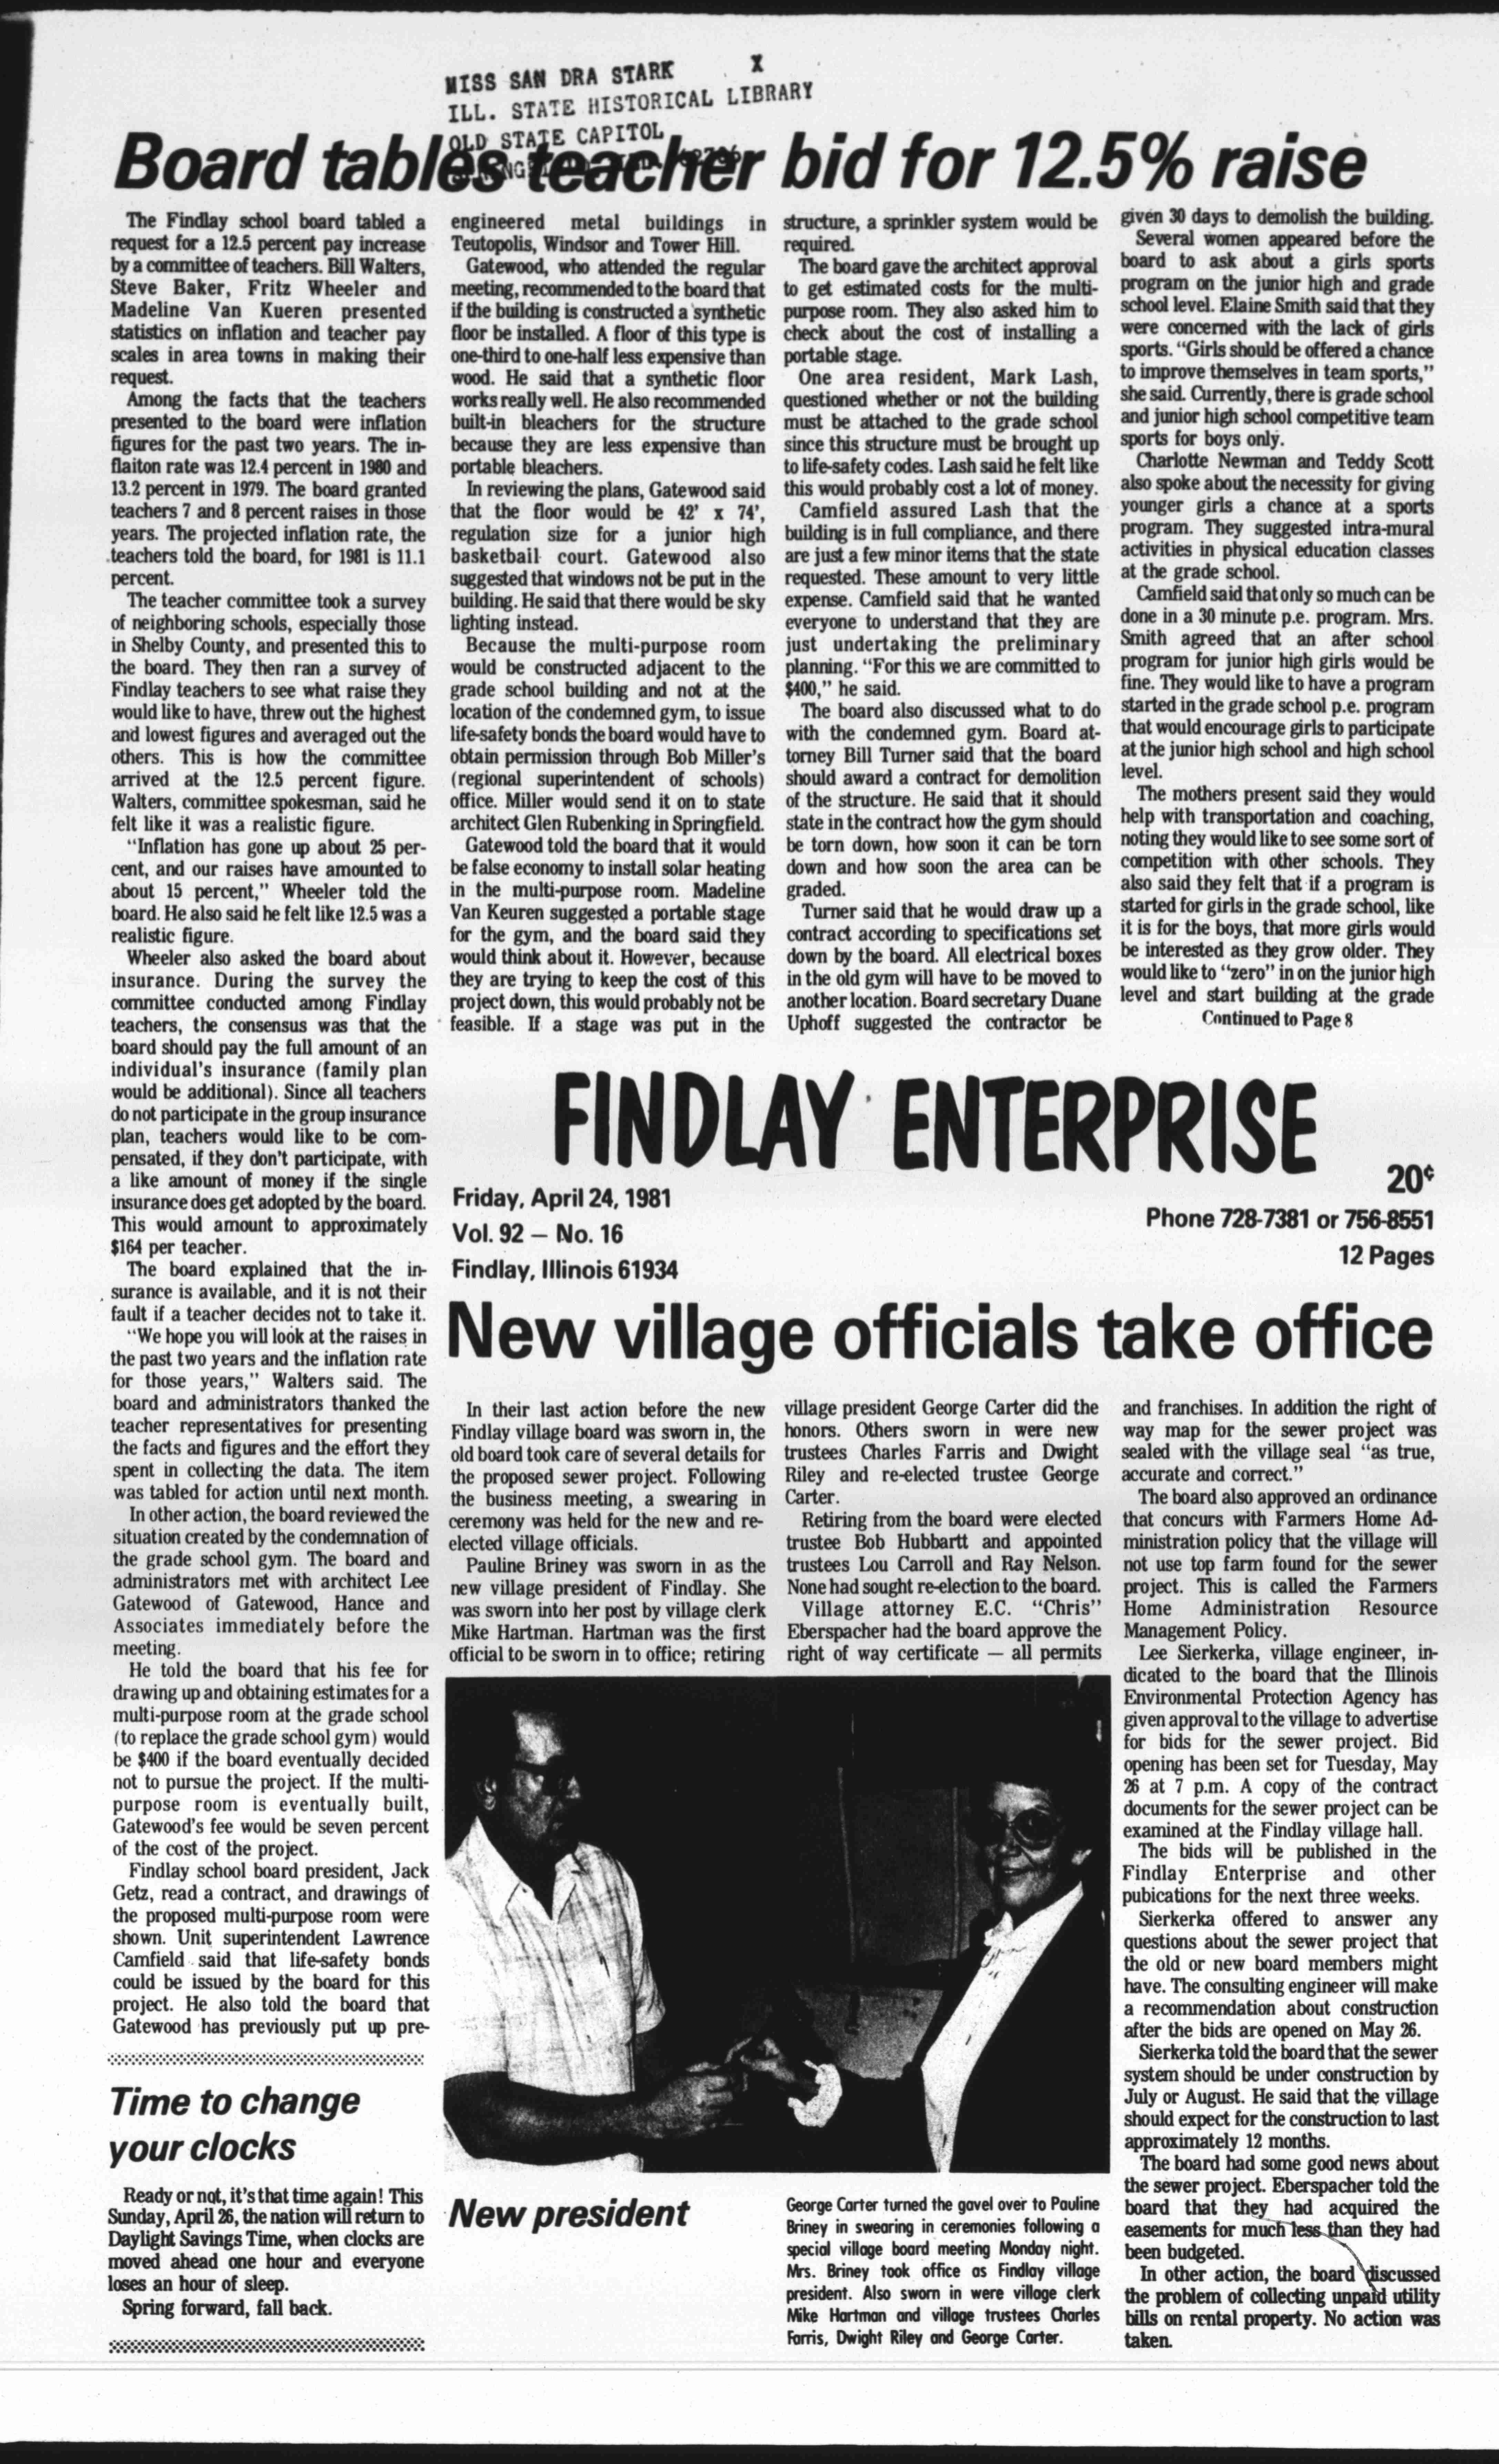 MISS SAN DRA STARK X
ILL. STATE HISTORICAL LIBRARY
OLD STATE CAPITOL
Board tables teacher bid for 12.5% raise
The Findlay school board tabled a
request for a 12.5 percent pay increase
by a committee of teachers. Bill Walters,
Steve Baker, Fritz Wheeler and
Madeline Van Kueren presented
statistics on inflation and teacher pay
scales in area towns in making their
request.
Among the facts that the teachers
presented to the board were inflation
figures for the past two years. The in-
flaiton rate was 12.4 percent in 1980 and
13.2 percent in 1979. The board granted
teachers 7 and 8 percent raises in those
years. The projected inflation rate, the
teachers told the board, for 1981 is 11.1
percent.
The teacher committee took a survey
of neighboring schools, especially those
in Shelby County, and presented this to
the board. They then ran a survey of
Findlay teachers to see what raise they
would like to have, threw out the highest
and lowest figures and averaged out the
others. This is how the committee
arrived at the 12.5 percent figure.
Walters, committee spokesman, said he
felt like it was a realistic figure.
"Inflation has gone up about 25 per-
cent, and our raises have amounted to
about 15 percent," Wheeler told the
board. He also said he felt like 12.5 was a
realistic figure.
Wheeler also asked the board about
insurance. During the survey the
committee conducted among Findlay
teachers, the consensus was that the
board should pay the full amount of an
individual's insurance (family plan
would be additional). Since all teachers
do not participate in the group insurance
plan, teachers would like to be com-
pensated, if they don't participate, with
a like amount of money if the single
insurance does get adopted by the board.
This would amount to approximately
$164 per teacher.
The board explained that the in-
surance is available, and it is not their
fault if a teacher decides not to take it.
"We hope you will look at the raises in
the past two years and the inflation rate
for those years," Walters said. The
board and administrators thanked the
teacher representatives for presenting
the facts and figures and the effort they
spent in collecting the data. The item
was tabled for action until next month.
In other action, the board reviewed the
situation created by the condemnation of
the grade school gym. The board and
administrators met with architect Lee
Gatewood of Gatewood, Hance and
Associates immediately before the
meeting.
He told the board that his fee for
drawing up and obtaining estimates for a
multi-purpose room at the grade school
(to replace the grade school gym) would
be $400 if the board eventually decided
not to pursue the project. If the multi-
purpose room is eventually built,
Gatewood's fee would be seven percent
of the cost of the project.
Findlay school board president, Jack
Getz, read a contract, and drawings of
the proposed multi-purpose room were
shown. Unit superintendent Lawrence
Camfield said that life-safety bonds
could be issued by the board for this
project. He also told the board that
Gatewood has previously put up pre-
engineered metal buildings in
Teutopolis, Windsor and Tower Hill.
Gatewood, who attended the regular
meeting, recommended to the board that
if the building is constructed a synthetic
floor be installed. A floor of this type is
one-third to one-half less expensive than
wood. He said that a synthetic floor
works really well. He also recommended
built-in bleachers for the structure
because they are less expensive than
portable bleachers.
In reviewing the plans, Gatewood said
that the floor would be 42' x 74',
regulation size for a junior high
basketball court. Gatewood also
suggested that windows not be put in the
building. He said that there would be sky
lighting instead.
Because the multi-purpose room
would be constructed adjacent to the
grade school building and not at the
location of the condemned gym, to issue
life-safety bonds the board would have to
obtain permission through Bob Miller's
(regional superintendent of schools)
office. Miller would send it on to state
architect Glen Rubenking in Springfield.
Gatewood told the board that it would
be false economy to install solar heating
in the multi-purpose room. Madeline
Van Keuren suggested a portable stage
for the gym, and the board said they
would think about it. However, because
they are trying to keep the cost of this
project down, this would probably not be
feasible. If a stage was put in the
structure, a sprinkler system would be
required.
The board gave the architect approval
to get estimated costs for the multi-
purpose room. They also asked him to
check about the cost of installing a
portable stage.
One area resident, Mark Lash,
questioned whether or not the building
must be attached to the grade school
since this structure must be brought up
to life-safety codes. Lash said he felt like
this would probably cost a lot of money.
Camfield assured Lash that the
building is in full compliance, and there
are just a few minor items that the state
requested. These amount to very little
expense. Camfield said that he wanted
everyone to understand that they are
just undertaking the preliminary
planning. "For this we are committed to
$400," he said.
The board also discussed what to do
with the condemned gym. Board at-
torney Bill Turner said that the board
should award a contract for demolition
of the structure. He said that it should
state in the contract how the gym should
be torn down, how soon it can be torn
down and how soon the area can be
graded.
Turner said that he would draw up a
contract according to specifications set
down by the board. All electrical boxes
in the old gym will have to be moved to
another location. Board secretary Duane
Uphoff suggested the contractor be
given 30 days to demolish the building.
Several women appeared before the
board to ask about a girls sports
program on the junior high and grade
school level. Elaine Smith said that they
were concerned with the lack of girls
sports. "Girls should be offered a chance
to improve themselves in team sports,"
she said. Currently, there is grade school
and junior high school competitive team
sports for boys only.
Charlotte Newman and Teddy Scott
also spoke about the necessity for giving
younger girls a chance at a sports
program. They suggested intra-mural
activities in physical education classes
at the grade school.
Camfield said that only so much can be
done in a 30 minute p.e. program. Mrs.
Smith agreed that an after school
program for junior high girls would be
fine. They would like to have a program
started in the grade school p.e. program
that would encourage girls to participate
at the junior high school and high school
level.
The mothers present said they would
help with transportation and coaching,
noting they would like to see some sort of
competition with other schools. They
also said they felt that if a program is
started for girls in the grade school, like
it is for the boys, that more girls would
be interested as they grow older. They
would like to "zero" in on the junior high
level and start building at the grade
Continued to Page 8
FINDLAY ENTERPRISE
20¢
Friday, April 24, 1981
Vol. 92 — No. 16
Findlay, Illinois 61934
Phone 728-7381 or 756-8551
12 Pages
New village officials take office
In their last action before the new
Findlay village board was sworn in, the
old board took care of several details for
the proposed sewer project. Following
the business meeting, a swearing in
ceremony was held for the new and re-
elected village officials.
Pauline Briney was sworn in as the
new village president of Findlay. She
was sworn into her post by village clerk
Mike Hartman. Hartman was the first
official to be sworn in to office; retiring
village president George Carter did the
honors. Others sworn in were new
trustees Charles Farris and Dwight
Riley and re-elected trustee George
Carter.
Retiring from the board were elected
trustee Bob Hubbartt and appointed
trustees Lou Carroll and Ray Nelson.
None had sought re-election to the board.
Village attorney E.C. "Chris"
Eberspacher had the board approve the
right of way certificate — all permits
and franchises. In addition the right of
way map for the sewer project was
sealed with the village seal "as true,
accurate and correct."
The board also approved an ordinance
that concurs with Farmers Home Ad-
ministration policy that the village will
not use top farm found for the sewer
project. This is called the Farmers
Home Administration Resource
Management Policy.
Lee Sierkerka, village engineer, in-
dicated to the board that the Illinois
Environmental Protection Agency has
given approval to the village to advertise
for bids for the sewer project. Bid
opening has been set for Tuesday, May
26 at 7 p.m. A copy of the contract
documents for the sewer project can be
examined at the Findlay village hall.
The bids will be published in the
Findlay Enterprise and other
pubications for the next three weeks.
Sierkerka offered to answer any
questions about the sewer project that
the old or new board members might
have. The consulting engineer will make
a recommendation about construction
after the bids are opened on May 26.
Sierkerka told the board that the sewer
system should be under construction by
July or August. He said that the village
should expect for the construction to last
approximately 12 months.
The board had some good news about
the sewer project. Eberspacher told the
board that they had acquired the
easements for much less than they had
been budgeted.
In other action, the board discussed
the problem of collecting unpaid utility
bills on rental property. No action was
taken.
Time to change
your clocks
Ready or not, it's that time again! This
Sunday, April 26, the nation will return to
Daylight Savings Time, when clocks are
moved ahead one hour and everyone
loses an hour of sleep.
Spring forward, fall back.
New president
George Carter turned the gavel over to Pauline
Briney in swearing in ceremonies following a
special village board meeting Monday night.
Mrs. Briney took office as Findlay village
president. Also sworn in were village clerk
Mike Hartman and village trustees Charles
Farris, Dwight Riley and George Carter.